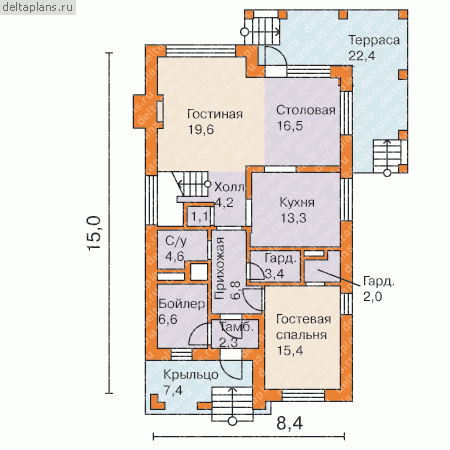 deltaplans.ru
Терраса
22,4
Гостиная
19,6
Столовая
16,5
Холл
4,2
Кухня
13,3
1,1
С/у
4,6
Прихожая
6,8
Гард.
3,4
Гард.
2,0
Бойлер
6,6
Тамб.
2,3
Гостевая
спальня
15,4
Крыльцо
7,4
15,0
8,4